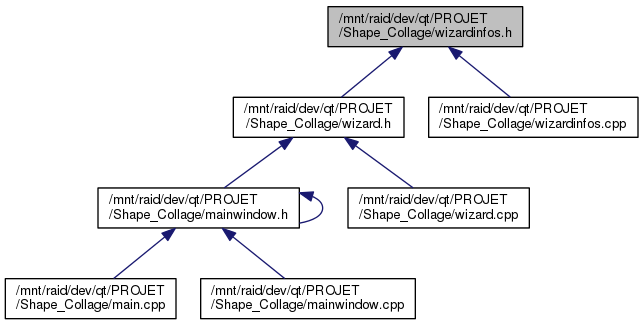 /mnt/raid/dev/qt/PROJET
/Shape_Collage/wizardinfos.h
/mnt/raid/dev/qt/PROJET
/Shape_Collage/wizard.h
/mnt/raid/dev/qt/PROJET
/Shape_Collage/wizardinfos.cpp
/mnt/raid/dev/qt/PROJET
/Shape_Collage/mainwindow.h
/mnt/raid/dev/qt/PROJET
/Shape_Collage/wizard.cpp
/mnt/raid/dev/qt/PROJET
/Shape_Collage/main.cpp
/mnt/raid/dev/qt/PROJET
/Shape_Collage/mainwindow.cpp